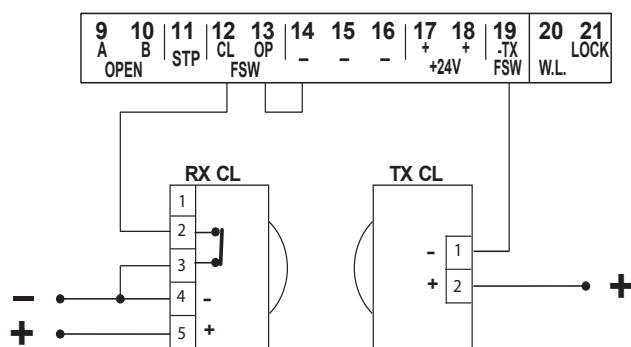 9 10 11 12 13 14 15 16 17 18 19 20 21
A B STP CL OP – – – + + -TX W.L. LOCK
OPEN FSW +24V FSW
RX CL TX CL
1
2
3
4 -
5 +
- 1
+ 2
–
+
+